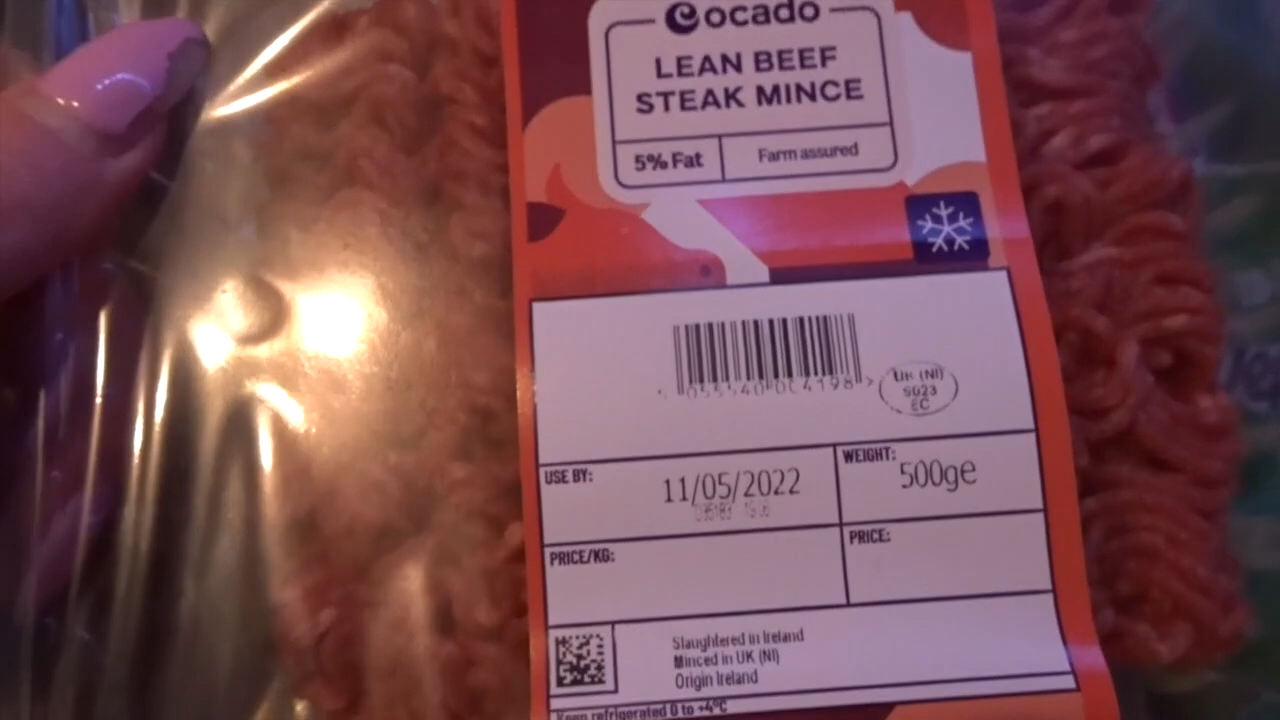 ocado
LEAN BEEF
STEAK MINCE
5% Fat
Farm assured
UK (NI)
9023
EC
USE BY:
11/05/2022
WEIGHT:
500ge
PRICE/KG:
PRICE:
Slaughtered in Ireland
Minced in UK (NI)
Origin Ireland
Keep refrigerated 0 to +4°C